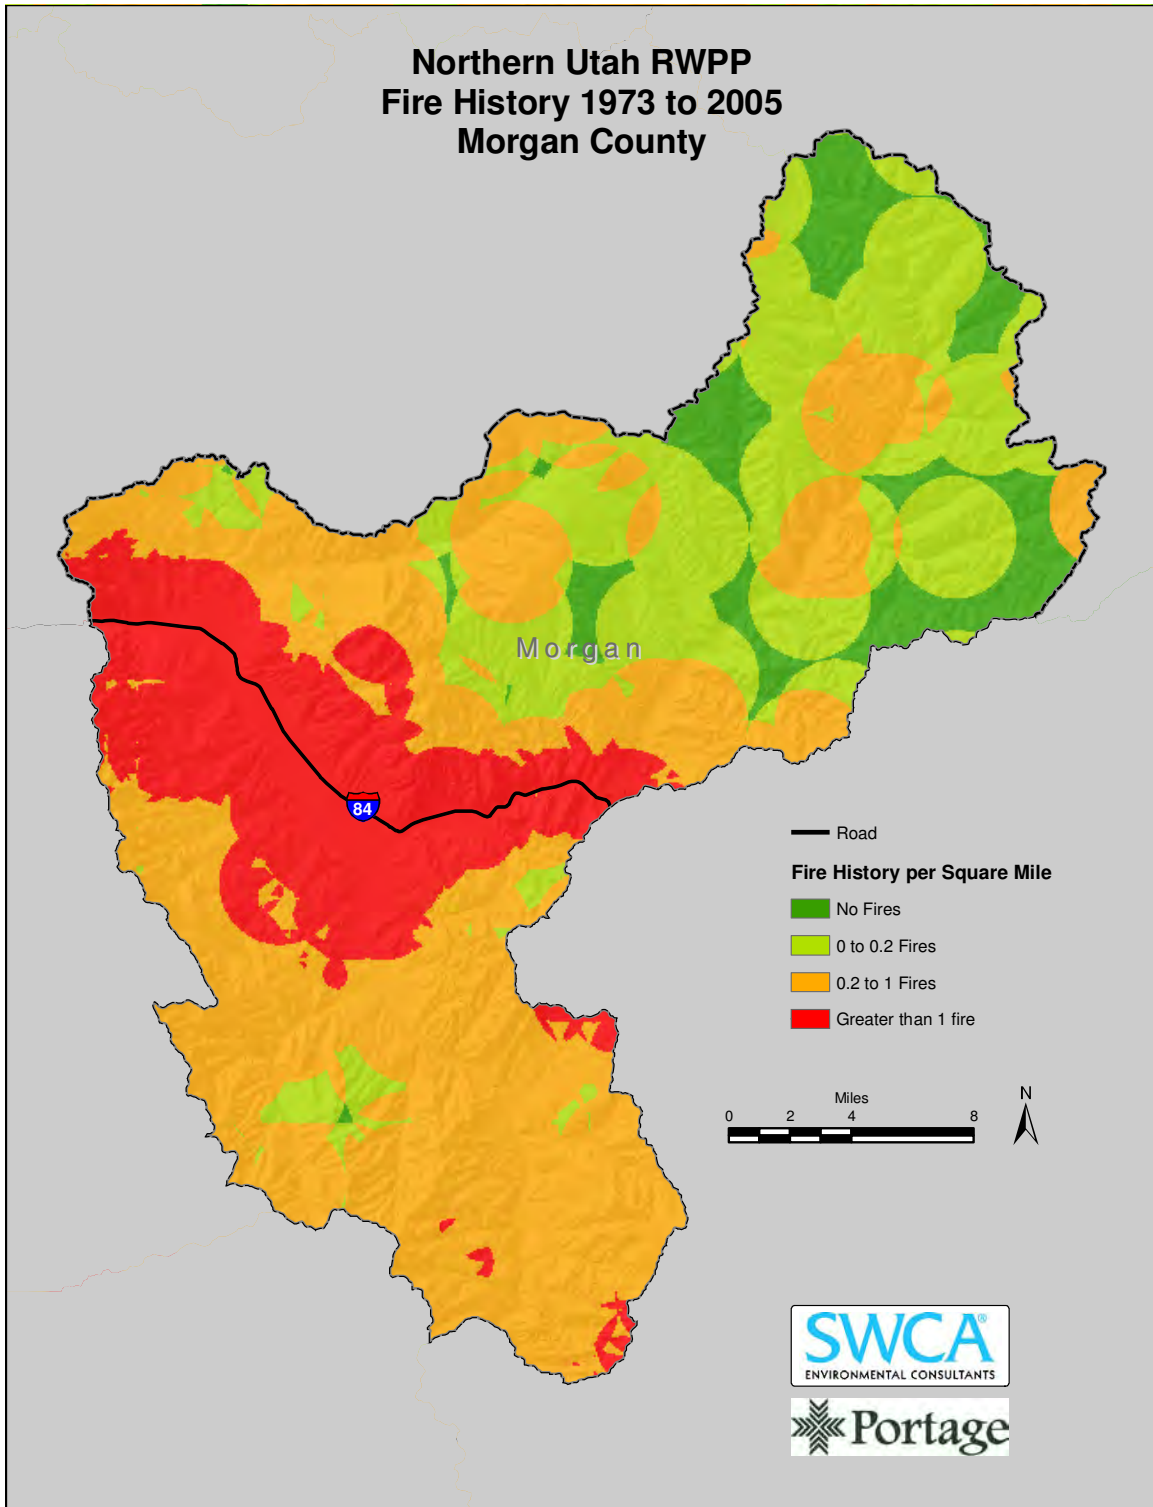 Northern Utah RWPP
Fire History 1973 to 2005
Morgan County
Morgan
84
Road
Fire History per Square Mile
No Fires
0 to 0.2 Fires
0.2 to 1 Fires
Greater than 1 fire
Miles
0 2 4 8
N
SWCA®
ENVIRONMENTAL CONSULTANTS
Portage